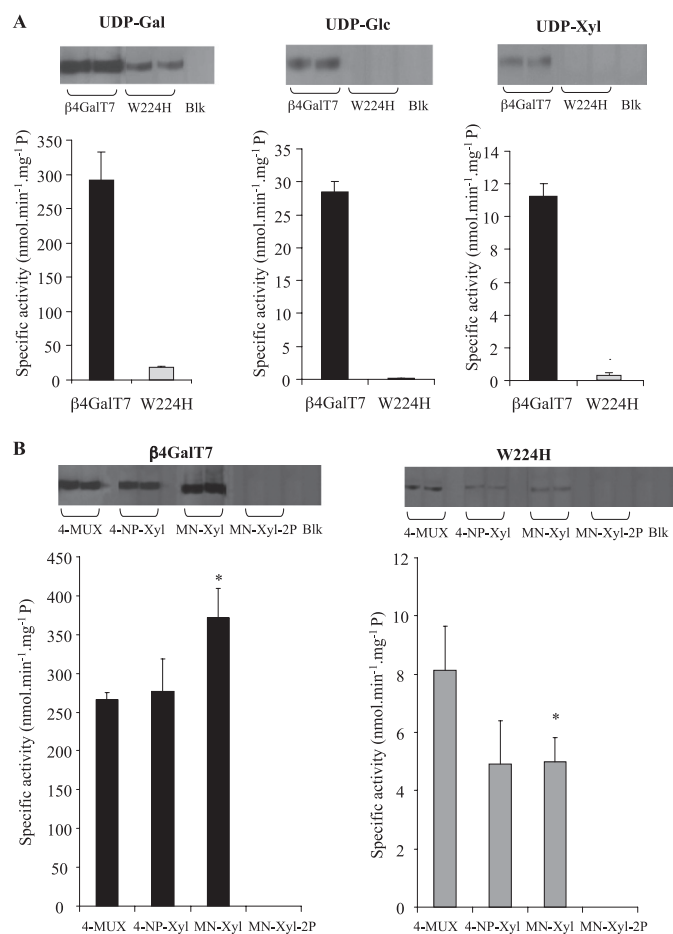 A
UDP-Gal UDP-Glc UDP-Xyl
β4GalT7 W224H Blk β4GalT7 W224H Blk β4GalT7 W224H Blk
Specific activity (nmol.min⁻¹.mg⁻¹ P)
350
300
250
200
150
100
50
0
β4GalT7 W224H
Specific activity (nmol.min⁻¹.mg⁻¹ P)
35
30
25
20
15
10
5
0
β4GalT7 W224H
Specific activity (nmol.min⁻¹.mg⁻¹ P)
14
12
10
8
6
4
2
0
β4GalT7 W224H
B
β4GalT7
4-MUX 4-NP-Xyl MN-Xyl MN-Xyl-2P Blk
Specific activity (nmol.min⁻¹.mg⁻¹ P)
450
400
350
300
250
200
150
100
50
0
*
4-MUX 4-NP-Xyl MN-Xyl MN-Xyl-2P
W224H
4-MUX 4-NP-Xyl MN-Xyl MN-Xyl-2P Blk
Specific activity (nmol.min⁻¹.mg⁻¹ P)
12
10
8
6
4
2
0
*
4-MUX 4-NP-Xyl MN-Xyl MN-Xyl-2P